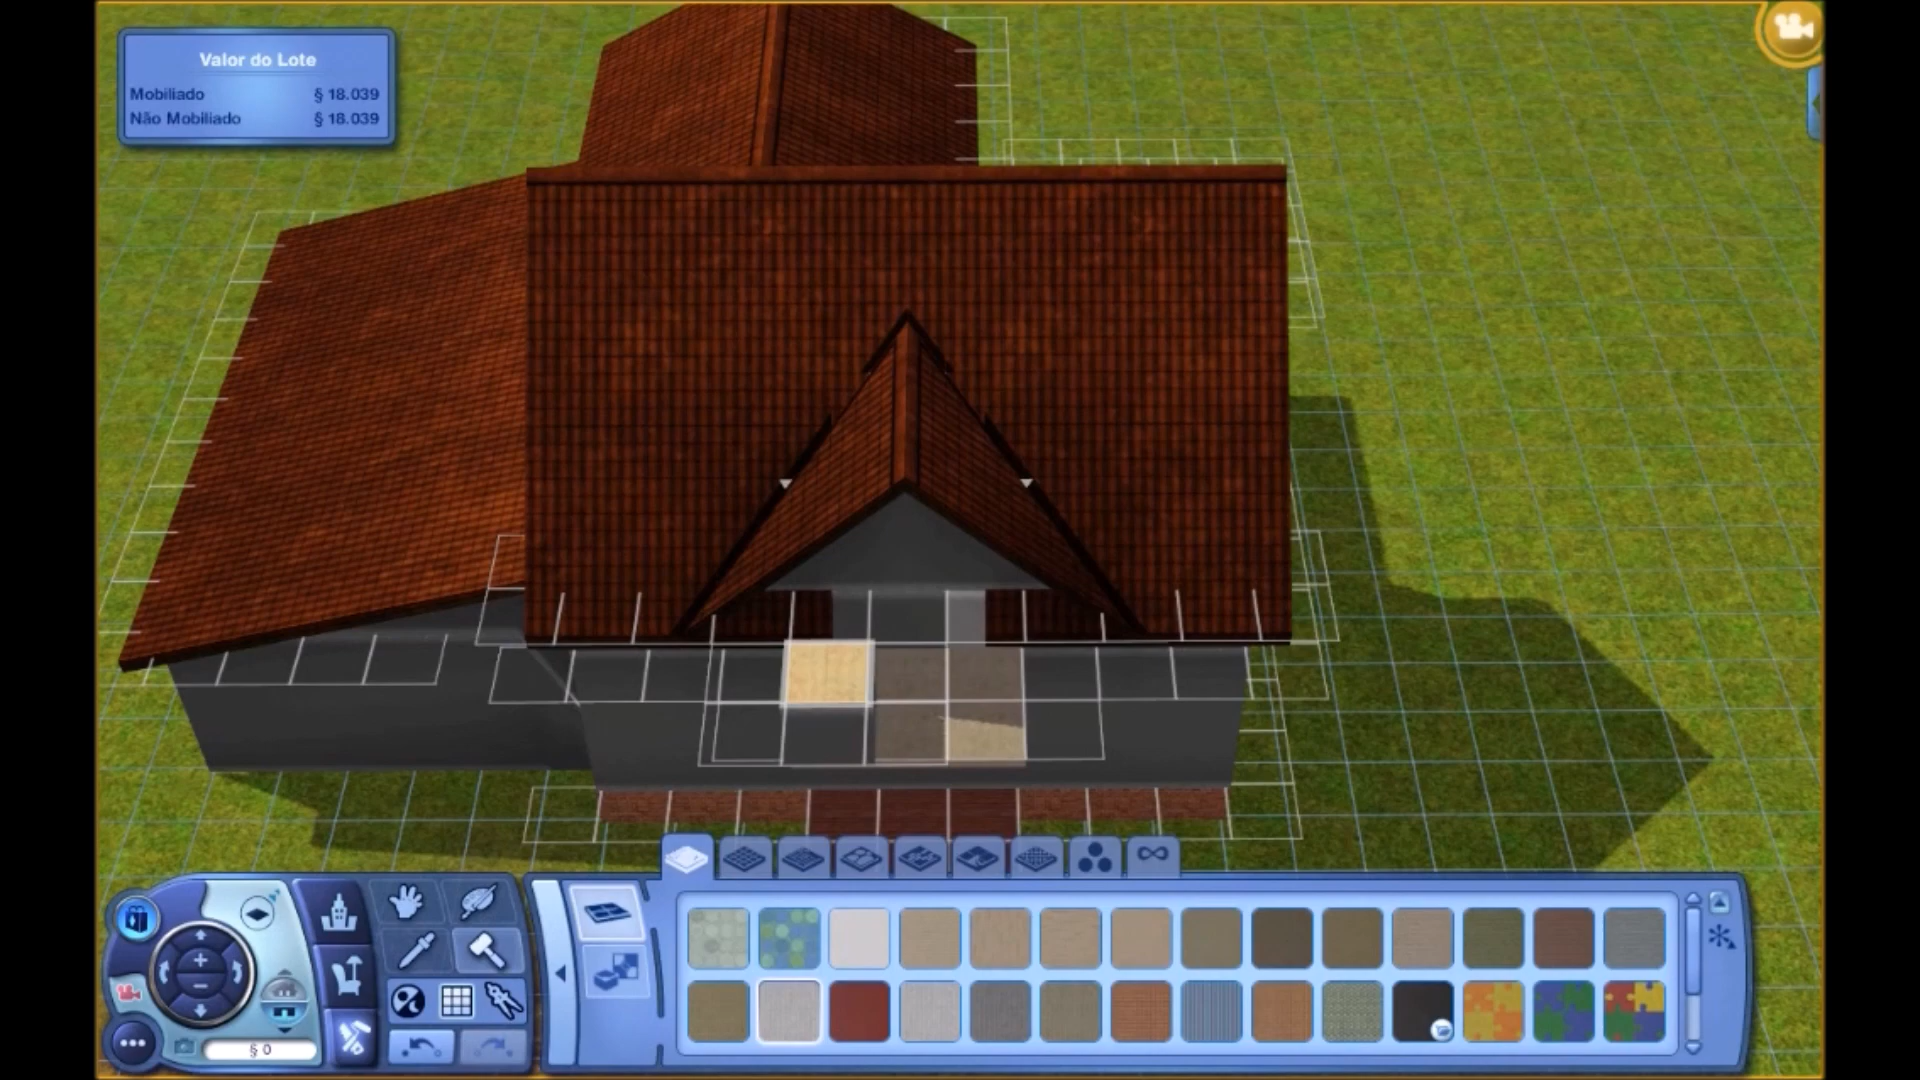 Valor do Lote
Mobiliado § 18.039
Não Mobiliado § 18.039
§ 0